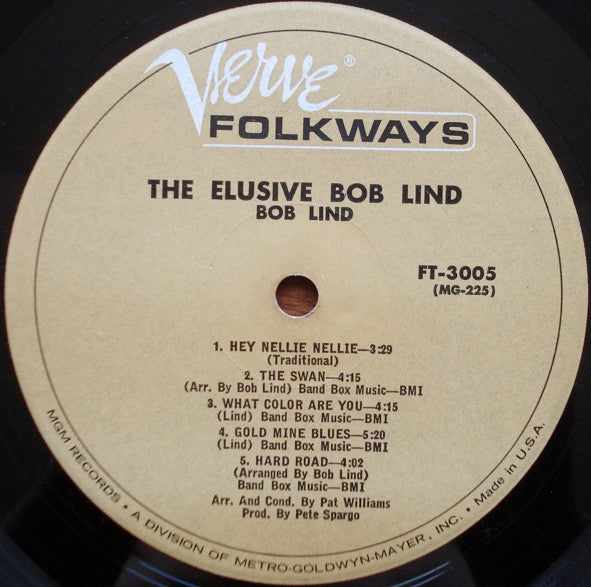 Verve®
FOLKWAYS
THE ELUSIVE BOB LIND
BOB LIND
FT-3005
(MG-225)
1. HEY NELLIE NELLIE—3:29
(Traditional)
2. THE SWAN—4:15
(Arr. By Bob Lind) Band Box Music—BMI
3. WHAT COLOR ARE YOU—4:15
(Lind) Band Box Music—BMI
4. GOLD MINE BLUES—5:20
(Lind) Band Box Music—BMI
5. HARD ROAD—4:02
(Arranged By Bob Lind)
Band Box Music—BMI
Arr. And Cond. By Pat Williams
Prod. By Pete Spargo
MGM RECORDS • A DIVISION OF METRO-GOLDWYN-MAYER, INC. • Made in U.S.A.